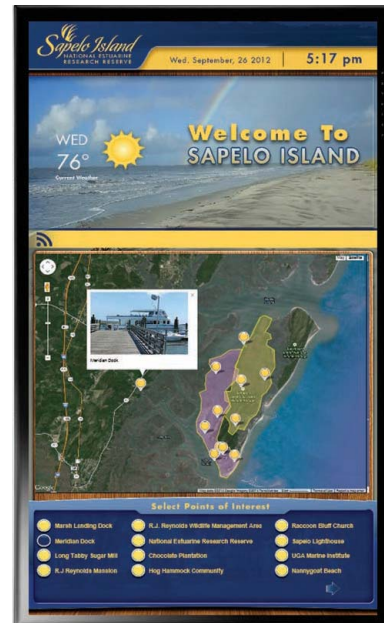 Sapelo Island
NATIONAL ESTUARINE
RESEARCH RESERVE
Wed. September, 26 2012
5:17 pm
WED
76°
Current Weather
Welcome To
SAPELO ISLAND
Meridian Dock
Google
Select Points of Interest
Marsh Landing Dock
Meridian Dock
Long Tabby Sugar Mill
R.J Reynolds Mansion
R.J. Reynolds Wildlife Management Area
National Estuarine Research Reserve
Chocolate Plantation
Hog Hammock Community
Raccoon Bluff Church
Sapelo Lighthouse
UGA Marine Institute
Nannygoat Beach